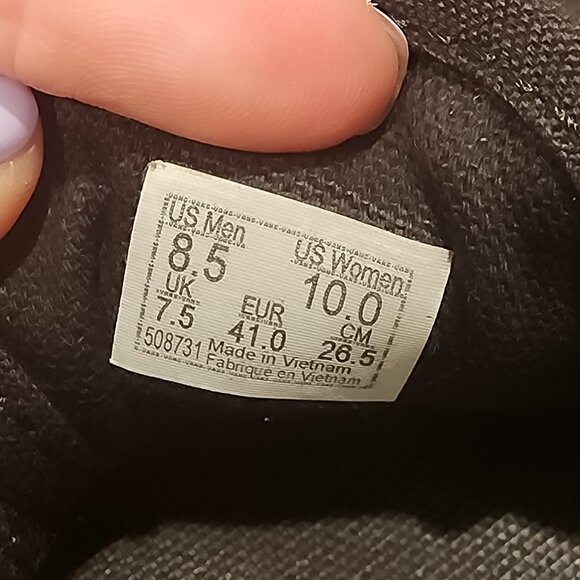 US Men US Women
8.5 10.0
UK EUR CM
7.5 41.0 26.5
508731 Made in Vietnam
Fabrique en Vietnam